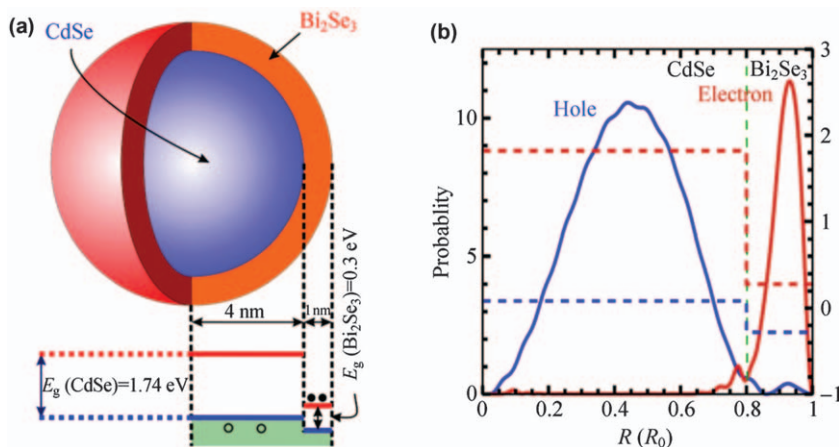 (a)
CdSe
Bi₂Se₃
4 nm
1 nm
E_g (Bi₂Se₃)=0.3 eV
E_g (CdSe)=1.74 eV
(b)
CdSe
Bi₂Se₃
Hole
Electron
Probablity
10
5
0
3
2
1
0
−1
0
0.2
0.4
0.6
0.8
1
R (R₀)